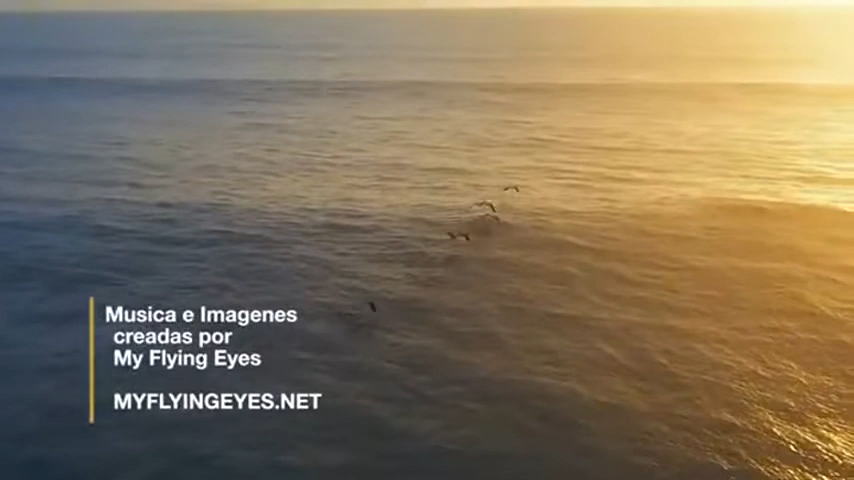 Musica e Imagenes
creadas por
My Flying Eyes
MYFLYINGEYES.NET